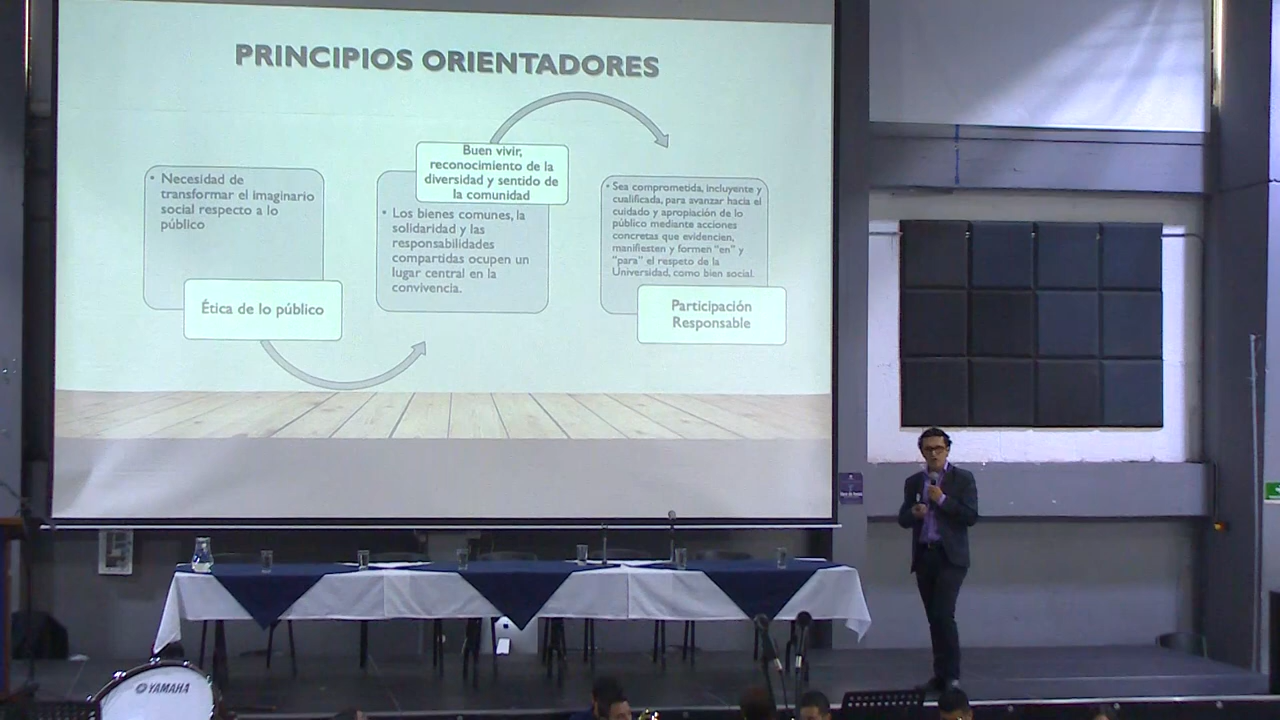 PRINCIPIOS ORIENTADORES
• Necesidad de
transformar el imaginario
social respecto a lo
público
Ética de lo público
Buen vivir,
reconocimiento de la
diversidad y sentido de
la comunidad
• Los bienes comunes, la
solidaridad y las
responsabilidades
compartidas ocupen un
lugar central en la
convivencia.
• Sea comprometida, incluyente y
cualificada, para avanzar hacia el
cuidado y apropiación de lo
público mediante acciones
concretas que evidencien,
manifiesten y formen "en" y
"para" el respeto de la
Universidad, como bien social.
Participación
Responsable
YAMAHA